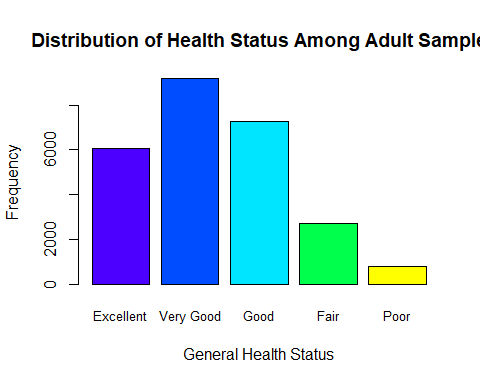 Distribution of Health Status Among Adult Sample
Frequency
6000
2000
0
Excellent Very Good Good Fair Poor
General Health Status